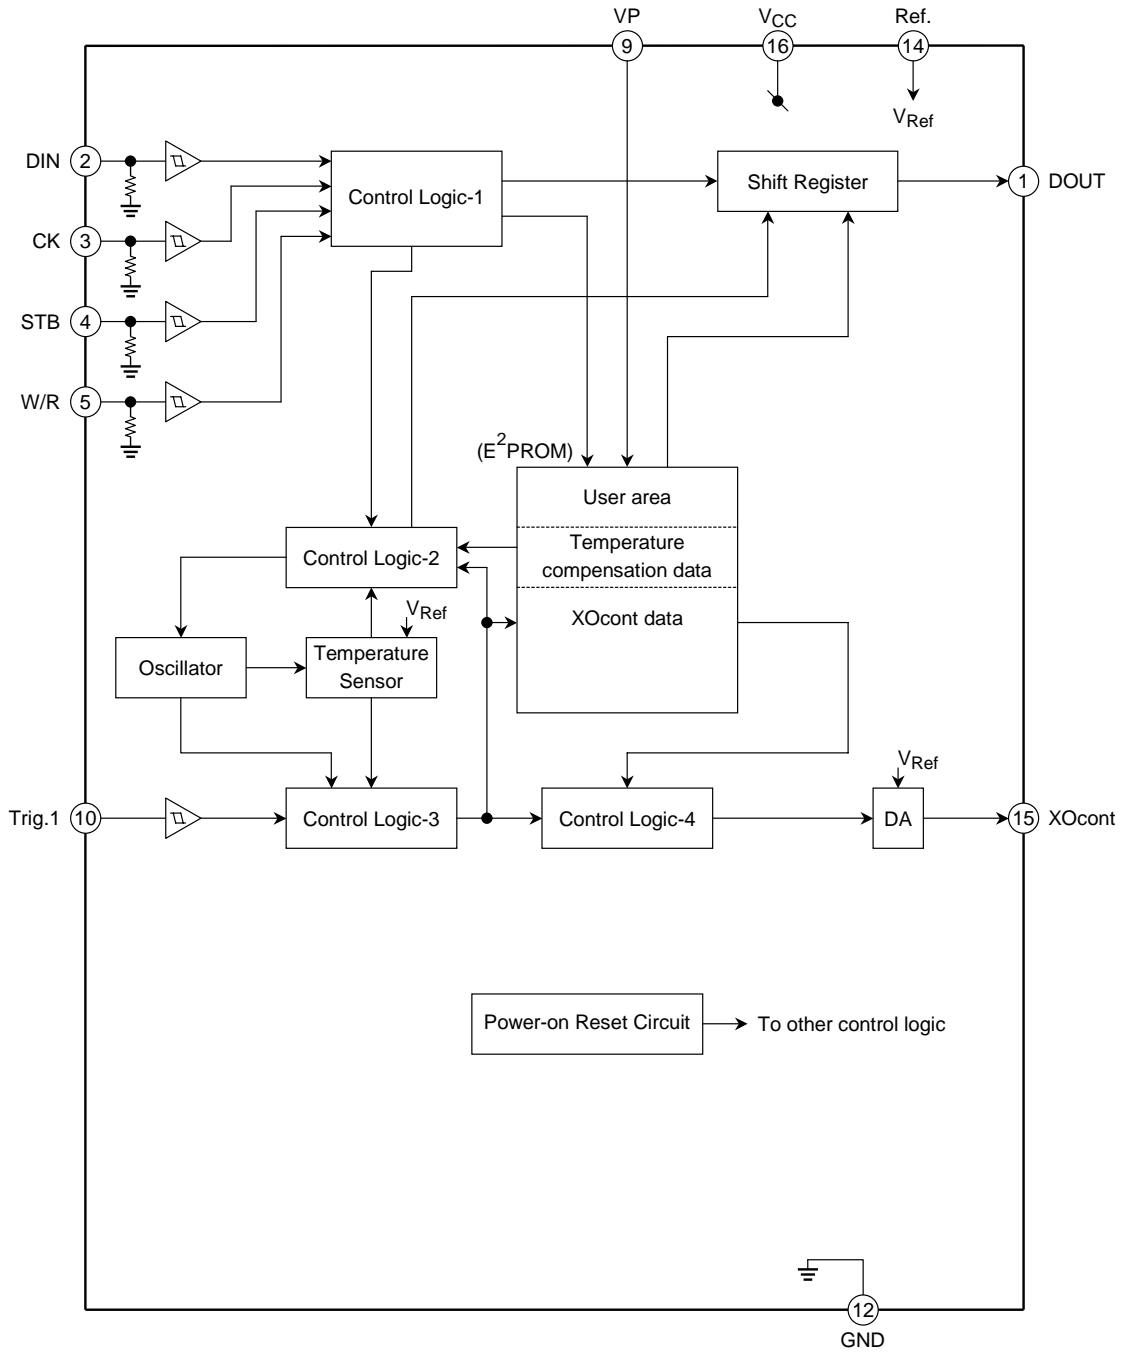 VP
VCC
Ref.
9
16
14
VRef
DIN
2
Control Logic-1
Shift Register
1
DOUT
CK
3
STB
4
W/R
5
(E2PROM)
User area
Control Logic-2
Temperature
compensation data
VRef
XOcont data
Oscillator
Temperature
Sensor
VRef
Trig.1
10
Control Logic-3
Control Logic-4
DA
15
XOcont
Power-on Reset Circuit
To other control logic
12
GND